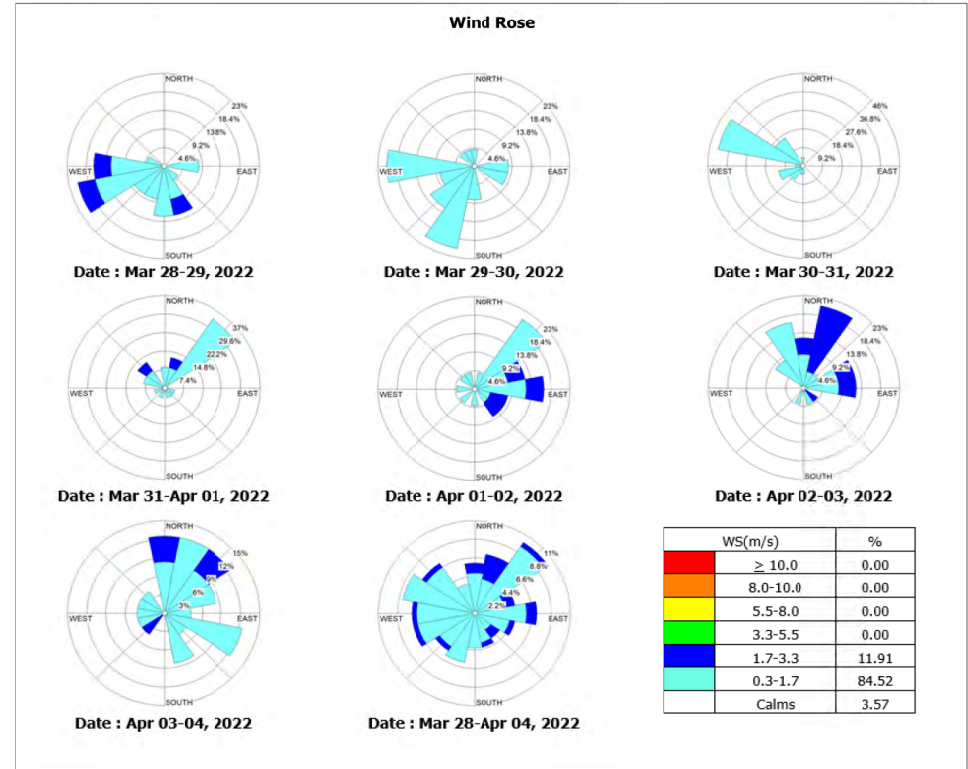 Wind Rose
NORTH
23%
18.4%
138%
9.2%
4.6%
WEST
EAST
SOUTH
Date : Mar 28-29, 2022
NORTH
23%
18.4%
13.8%
9.2%
4.6%
WEST
EAST
SOUTH
Date : Mar 29-30, 2022
NORTH
46%
36.8%
27.6%
18.4%
9.2%
WEST
EAST
SOUTH
Date : Mar 30-31, 2022
NORTH
37%
29.6%
222%
14.8%
7.4%
WEST
EAST
SOUTH
Date : Mar 31-Apr 01, 2022
NORTH
23%
18.4%
13.8%
9.2%
4.6%
WEST
EAST
SOUTH
Date : Apr 01-02, 2022
NORTH
23%
18.4%
13.8%
9.2%
4.6%
WEST
EAST
SOUTH
Date : Apr 02-03, 2022
NORTH
15%
12%
9%
6%
3%
WEST
EAST
SOUTH
Date : Apr 03-04, 2022
NORTH
11%
8.8%
6.6%
4.4%
2.2%
WEST
EAST
SOUTH
Date : Mar 28-Apr 04, 2022
WS(m/s) %
≥ 10.0 0.00
8.0-10.0 0.00
5.5-8.0 0.00
3.3-5.5 0.00
1.7-3.3 11.91
0.3-1.7 84.52
Calms 3.57